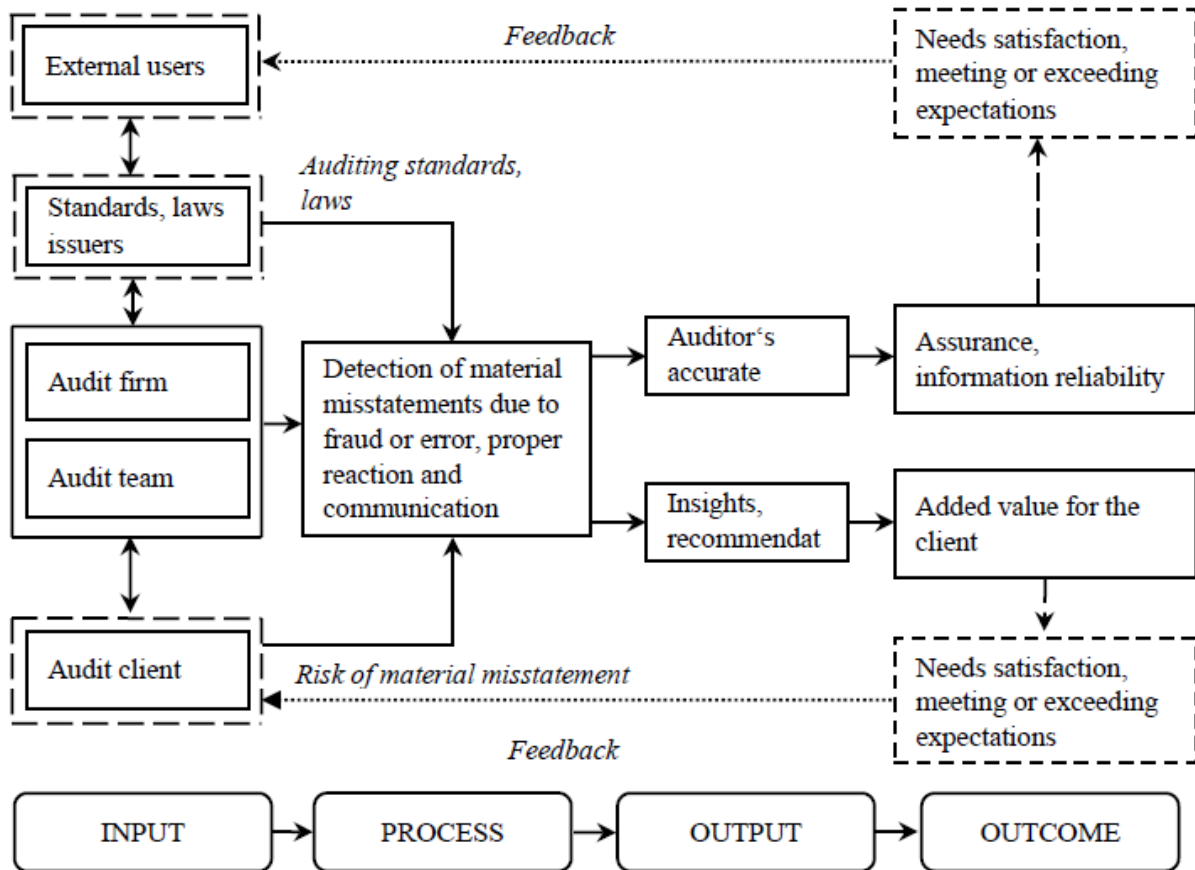 External users
Feedback
Needs satisfaction,
meeting or exceeding
expectations
Standards, laws
issuers
Auditing standards,
laws
Audit firm
Audit team
Detection of material
misstatements due to
fraud or error, proper
reaction and
communication
Auditor‘s
accurate
Assurance,
information reliability
Insights,
recommendat
Added value for the
client
Audit client
Risk of material misstatement
Needs satisfaction,
meeting or exceeding
expectations
Feedback
INPUT
PROCESS
OUTPUT
OUTCOME